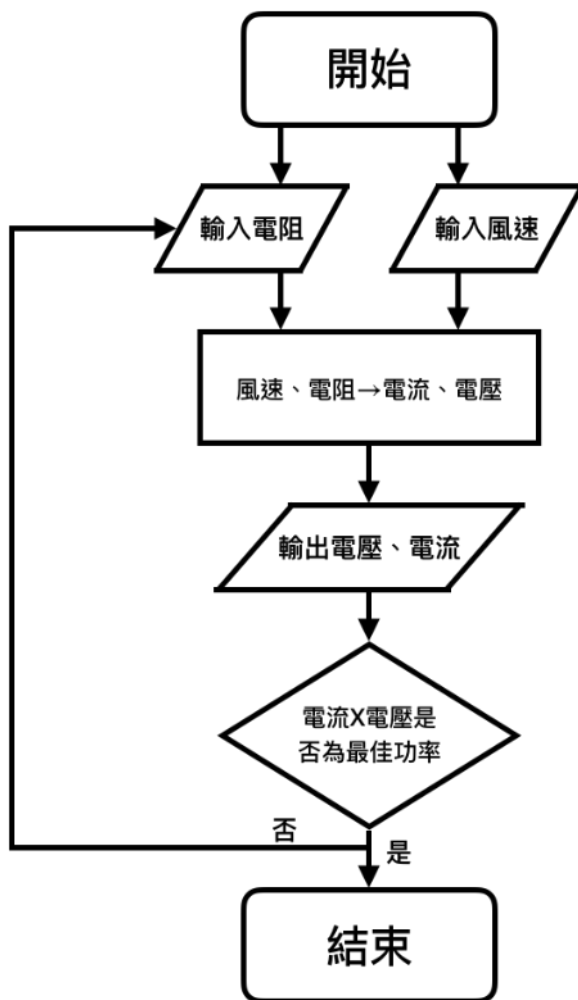 開始
輸入電阻
輸入風速
風速、電阻→電流、電壓
輸出電壓、電流
電流X電壓是
否為最佳功率
否
是
結束